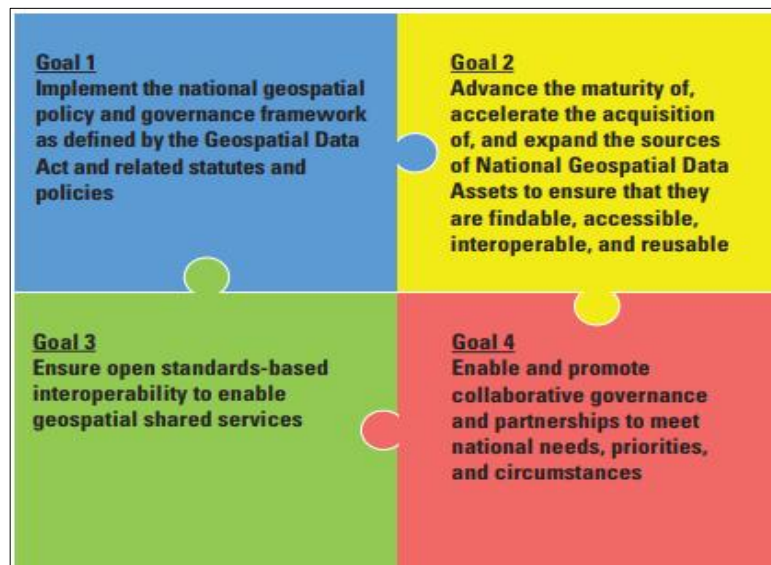 Goal 1
Implement the national geospatial
policy and governance framework
as defined by the Geospatial Data
Act and related statutes and
policies
Goal 2
Advance the maturity of,
accelerate the acquisition
of, and expand the sources
of National Geospatial Data
Assets to ensure that they
are findable, accessible,
interoperable, and reusable
Goal 3
Ensure open standards-based
interoperability to enable
geospatial shared services
Goal 4
Enable and promote
collaborative governance
and partnerships to meet
national needs, priorities,
and circumstances